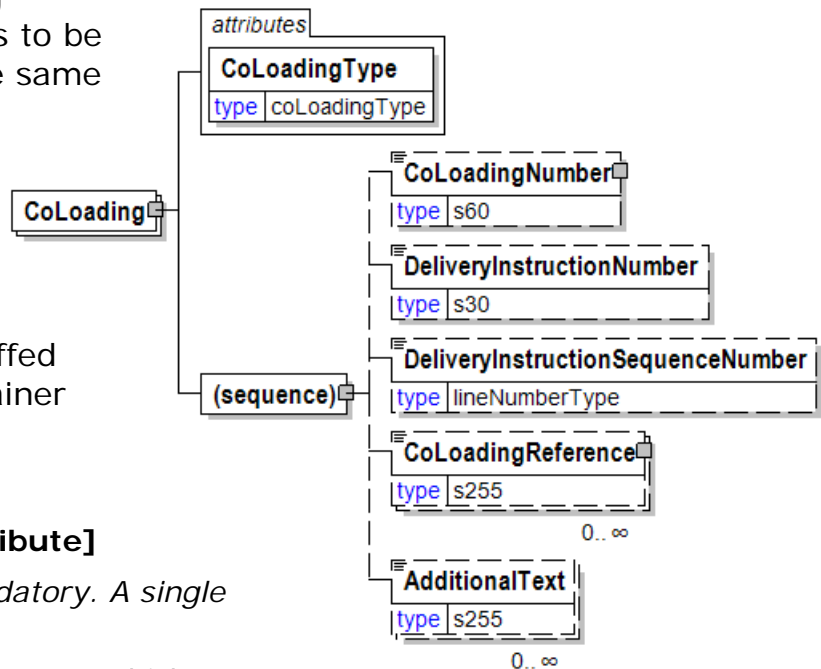 s to be
e same
ffed
ainer
ibute]
datory. A single
attributes
CoLoadingType
type coLoadingType
CoLoading
(sequence)
CoLoadingNumber
type s60
DeliveryInstructionNumber
type s30
DeliveryInstructionSequenceNumber
type lineNumberType
CoLoadingReference
type s255
0.. ∞
AdditionalText
type s255
0.. ∞